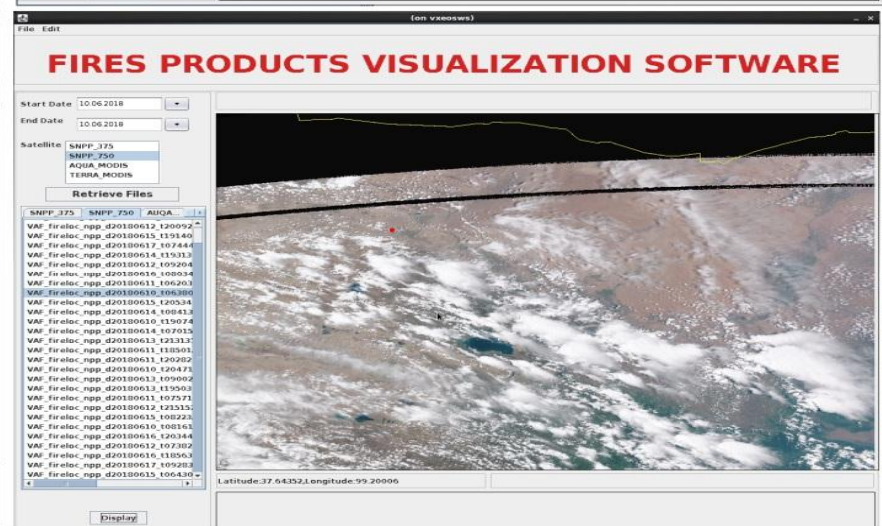 (on vxeosws)
File Edit
FIRES PRODUCTS VISUALIZATION SOFTWARE
Start Date 10.06.2018
End Date 10.06.2018
Satellite SNPP_375
SNPP_750
AQUA_MODIS
TERRA_MODIS
Retrieve Files
SNPP_375 SNPP_750 AUQA...
VAF_fireloc_npp_d20180612_t20092
VAF_fireloc_npp_d20180615_t19140
VAF_fireloc_npp_d20180617_t07444
VAF_fireloc_npp_d20180614_t19313
VAF_fireloc_npp_d20180612_t09204
VAF_fireloc_npp_d20180616_t08034
VAF_fireloc_npp_d20180611_t06203
VAF_fireloc_npp_d20180610_t06380
VAF_fireloc_npp_d20180615_t20534
VAF_fireloc_npp_d20180614_t08413
VAF_fireloc_npp_d20180610_t19074
VAF_fireloc_npp_d20180614_t07015
VAF_fireloc_npp_d20180613_t21313
VAF_fireloc_npp_d20180611_t18501
VAF_fireloc_npp_d20180611_t20282
VAF_fireloc_npp_d20180610_t20471
VAF_fireloc_npp_d20180613_t09002
VAF_fireloc_npp_d20180613_t19503
VAF_fireloc_npp_d20180611_t07571
VAF_fireloc_npp_d20180612_t21515
VAF_fireloc_npp_d20180615_t08223
VAF_fireloc_npp_d20180610_t08161
VAF_fireloc_npp_d20180616_t20344
VAF_fireloc_npp_d20180612_t07382
VAF_fireloc_npp_d20180616_t18563
VAF_fireloc_npp_d20180617_t09283
VAF_fireloc_npp_d20180615_t06430
Latitude:37.64352,Longitude:99.20006
Display